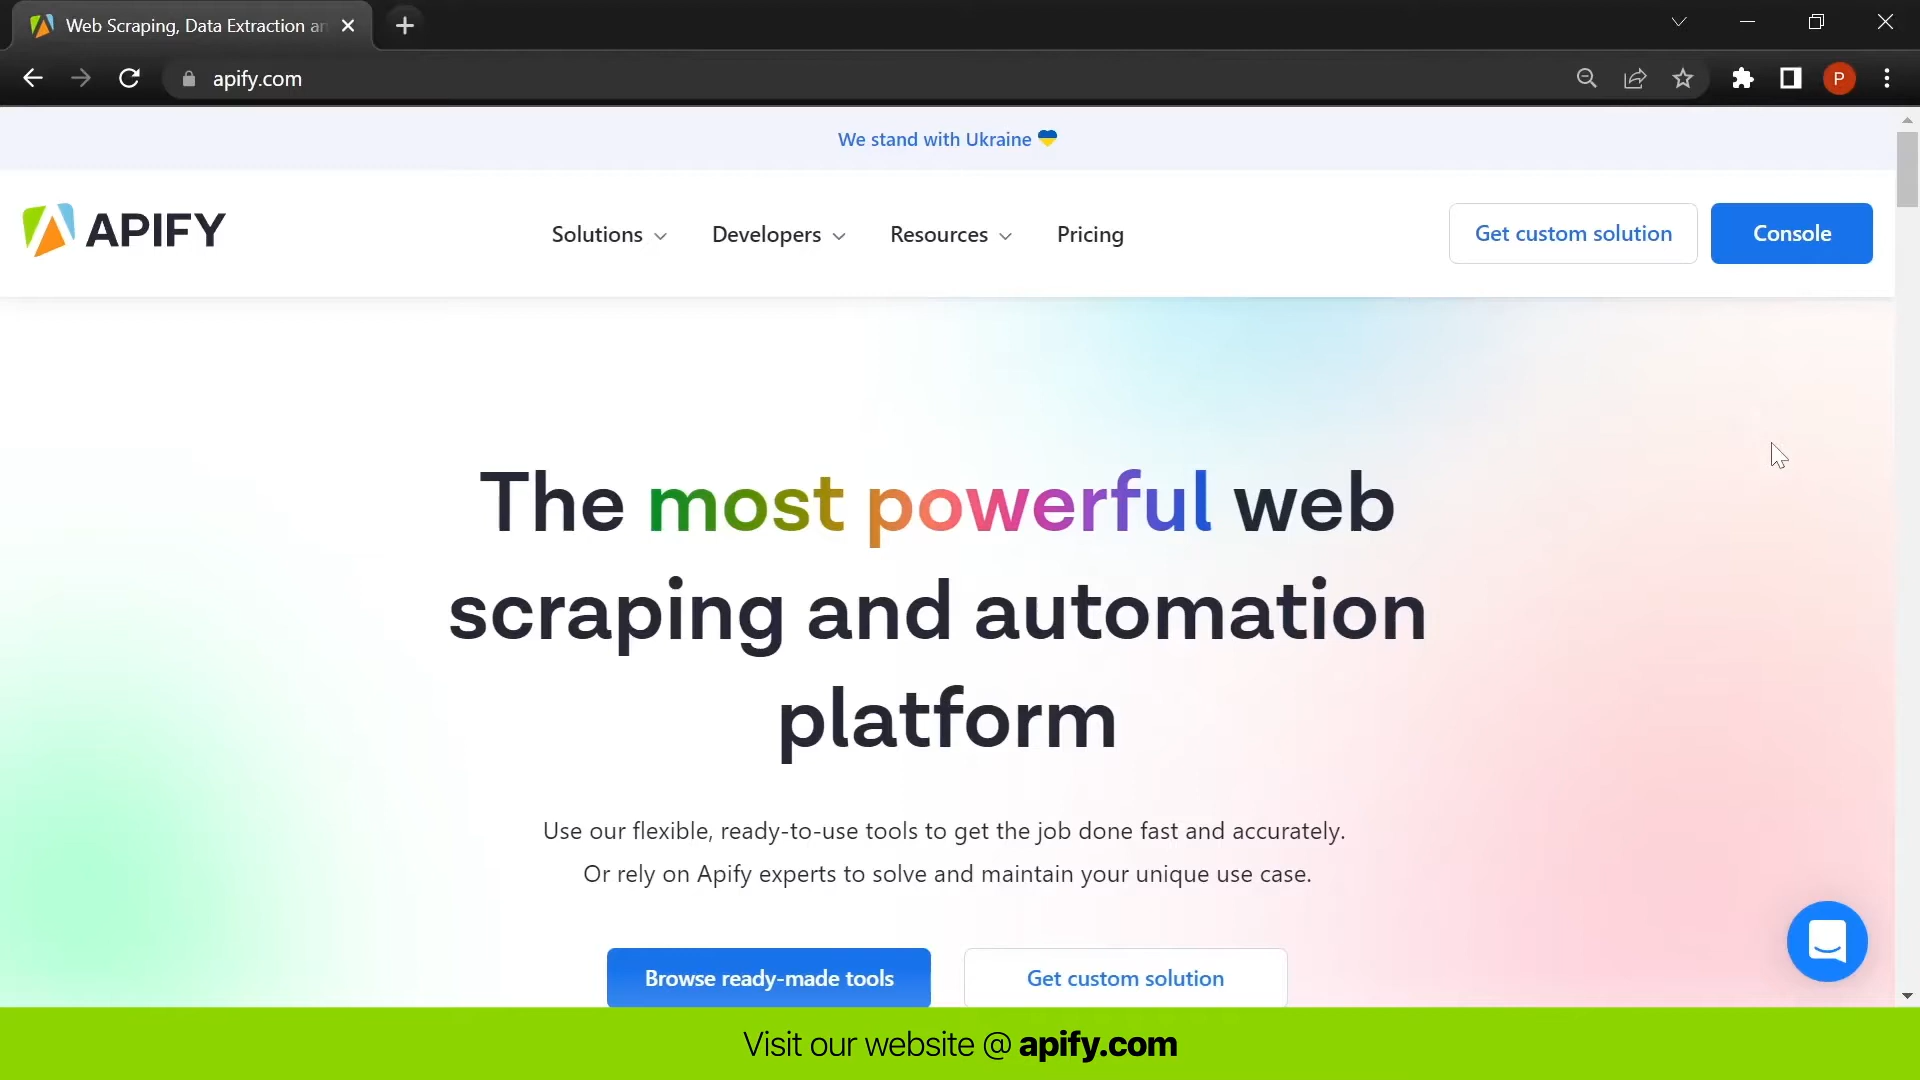 Web Scraping, Data Extraction an
apify.com
P
We stand with Ukraine
APIFY
Solutions
Developers
Resources
Pricing
Get custom solution
Console
The most powerful web
scraping and automation
platform
Use our flexible, ready-to-use tools to get the job done fast and accurately.
Or rely on Apify experts to solve and maintain your unique use case.
Browse ready-made tools
Get custom solution
Visit our website @ apify.com